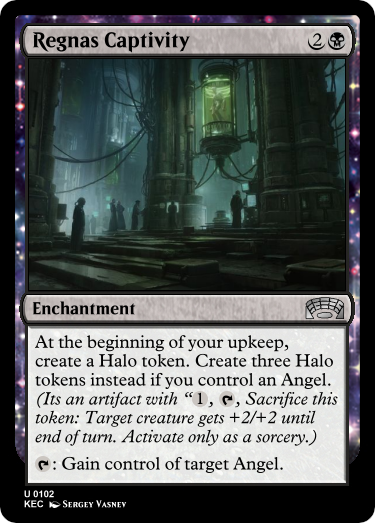 Regnas Captivity 2
Enchantment
At the beginning of your upkeep,
create a Halo token. Create three Halo
tokens instead if you control an Angel.
(Its an artifact with “1, , Sacrifice this
token: Target creature gets +2/+2 until
end of turn. Activate only as a sorcery.)
: Gain control of target Angel.
U 0102
KEC Sergey Vasnev